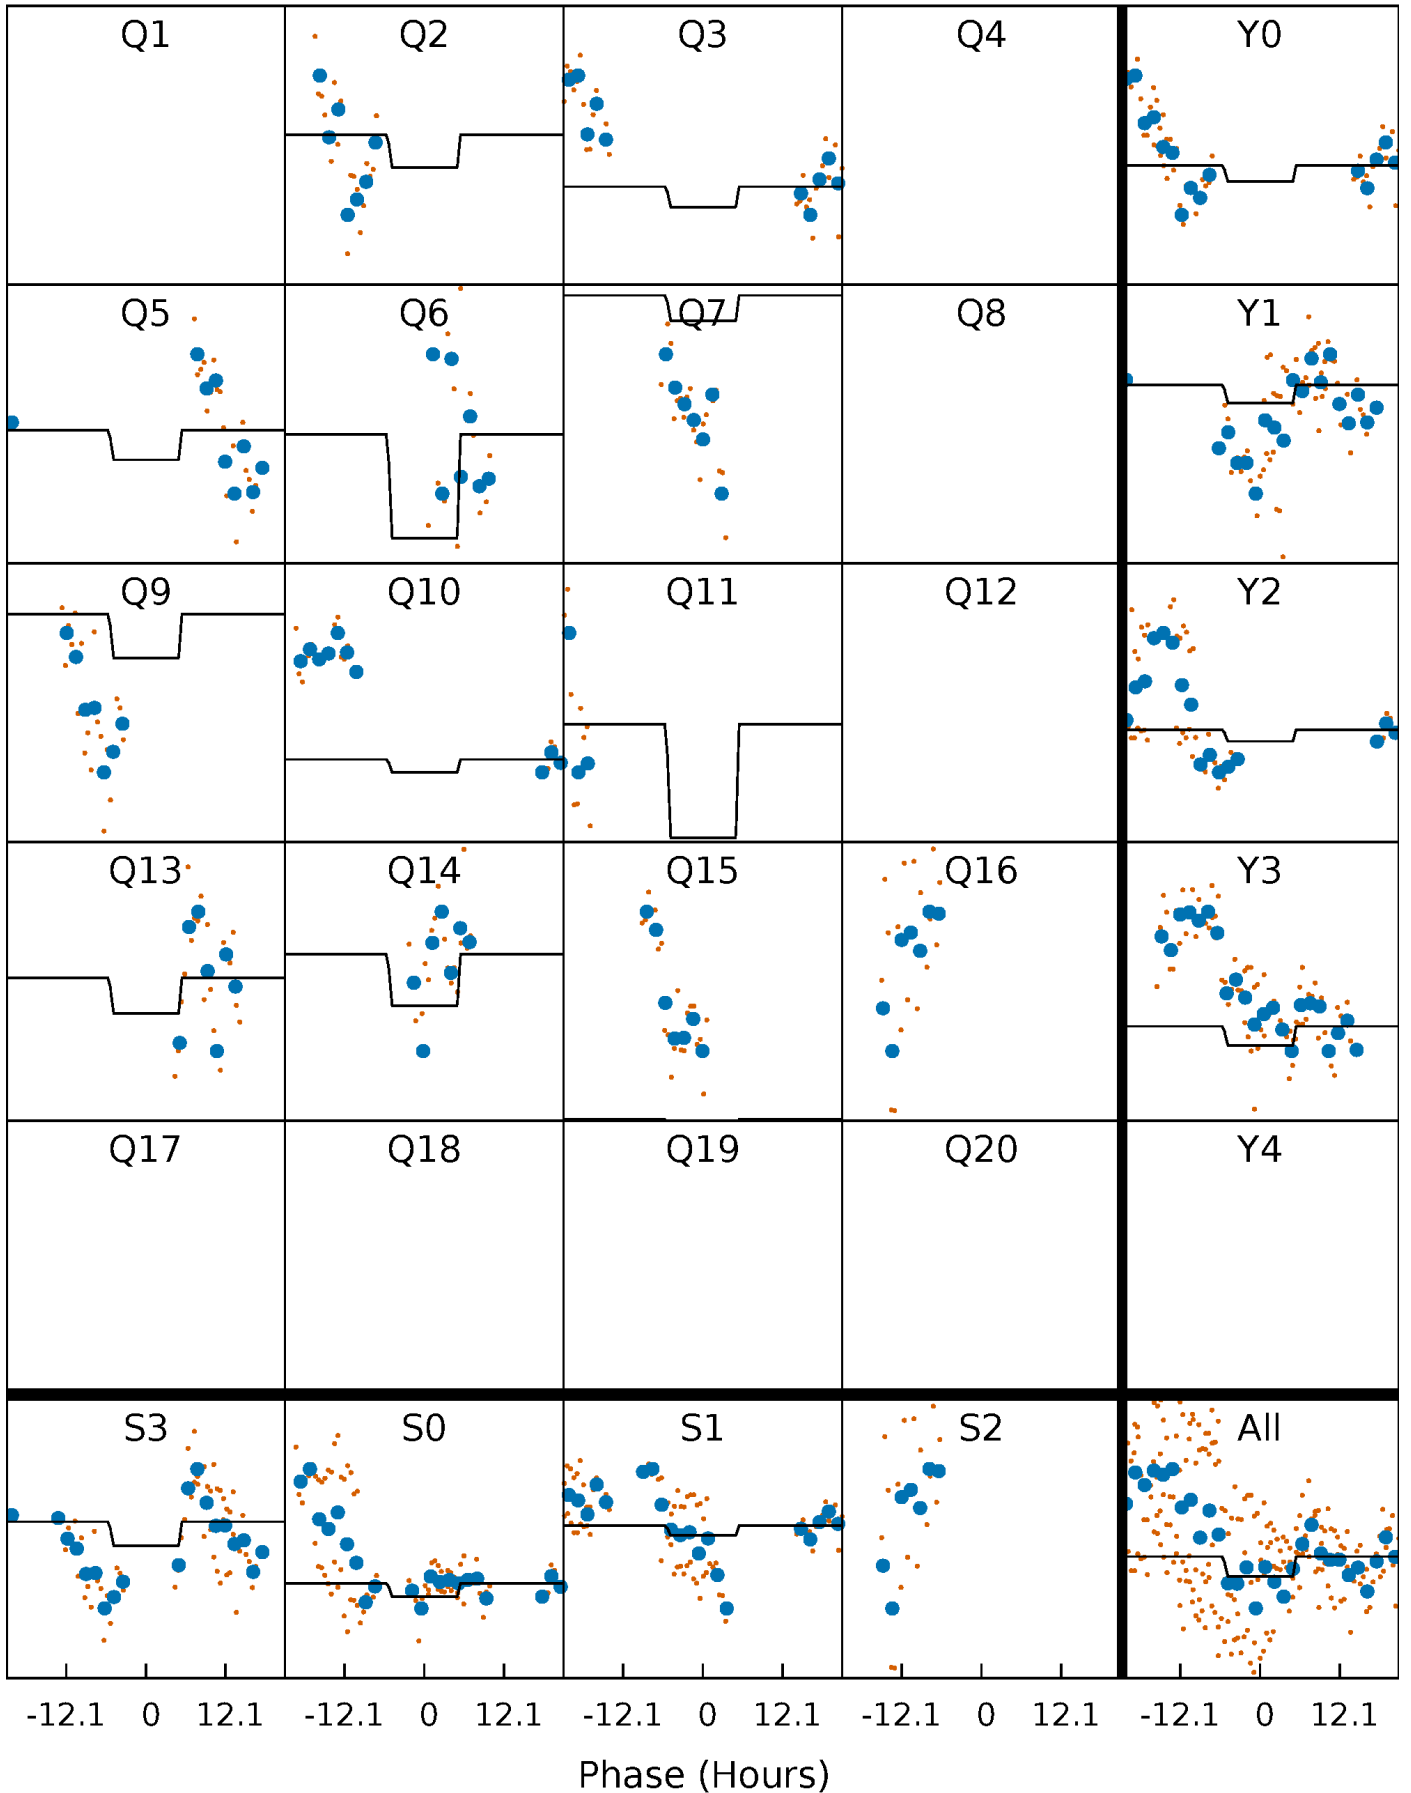 Q1 Q2 Q3 Q4 Y0
Q5 Q6 Q7 Q8 Y1
Q9 Q10 Q11 Q12 Y2
Q13 Q14 Q15 Q16 Y3
Q17 Q18 Q19 Q20 Y4
S3 S0 S1 S2 All
-12.1 0 12.1 -12.1 0 12.1 -12.1 0 12.1 -12.1 0 12.1 -12.1 0 12.1
Phase (Hours)